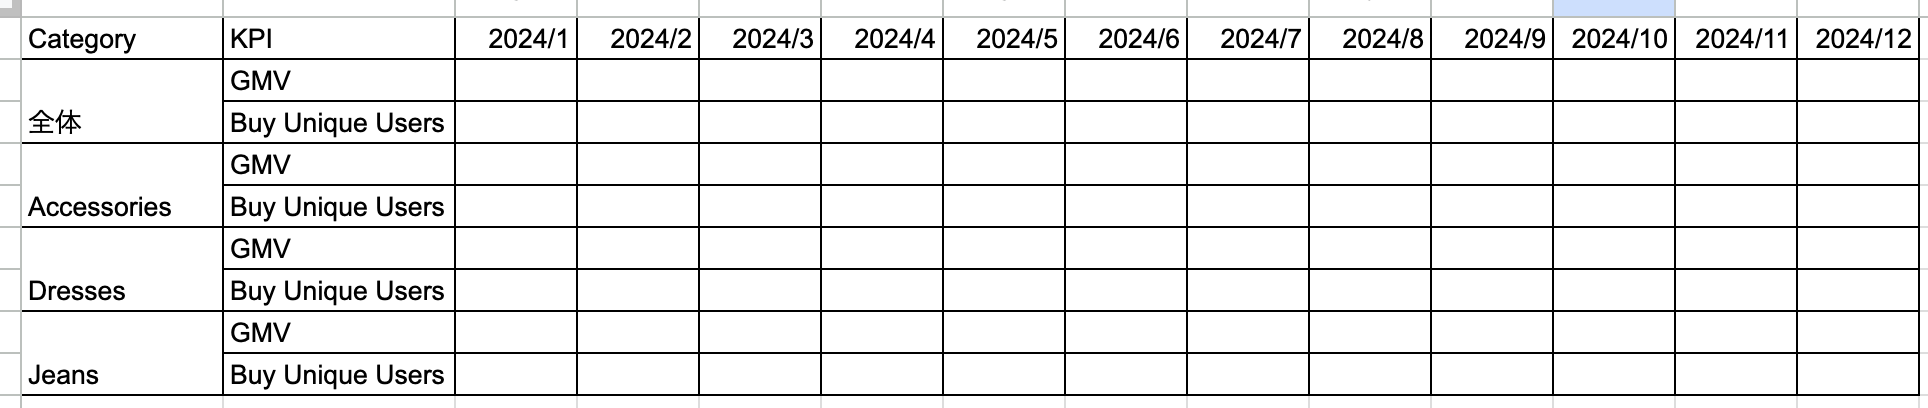 Category KPI 2024/1 2024/2 2024/3 2024/4 2024/5 2024/6 2024/7 2024/8 2024/9 2024/10 2024/11 2024/12
GMV
全体 Buy Unique Users
GMV
Accessories Buy Unique Users
GMV
Dresses Buy Unique Users
GMV
Jeans Buy Unique Users